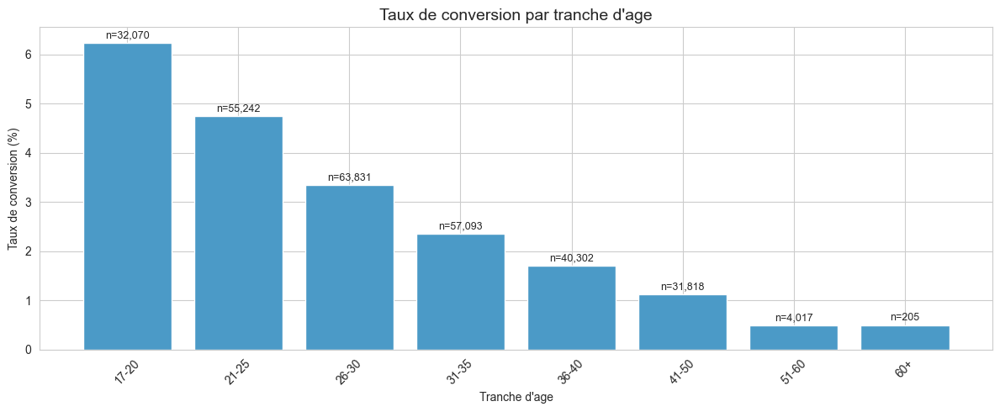 Taux de conversion par tranche d'age
Taux de conversion (%)
6
5
4
3
2
1
0
n=32,070
n=55,242
n=63,831
n=57,093
n=40,302
n=31,818
n=4,017
n=205
17-20
21-25
26-30
31-35
36-40
41-50
51-60
60+
Tranche d'age